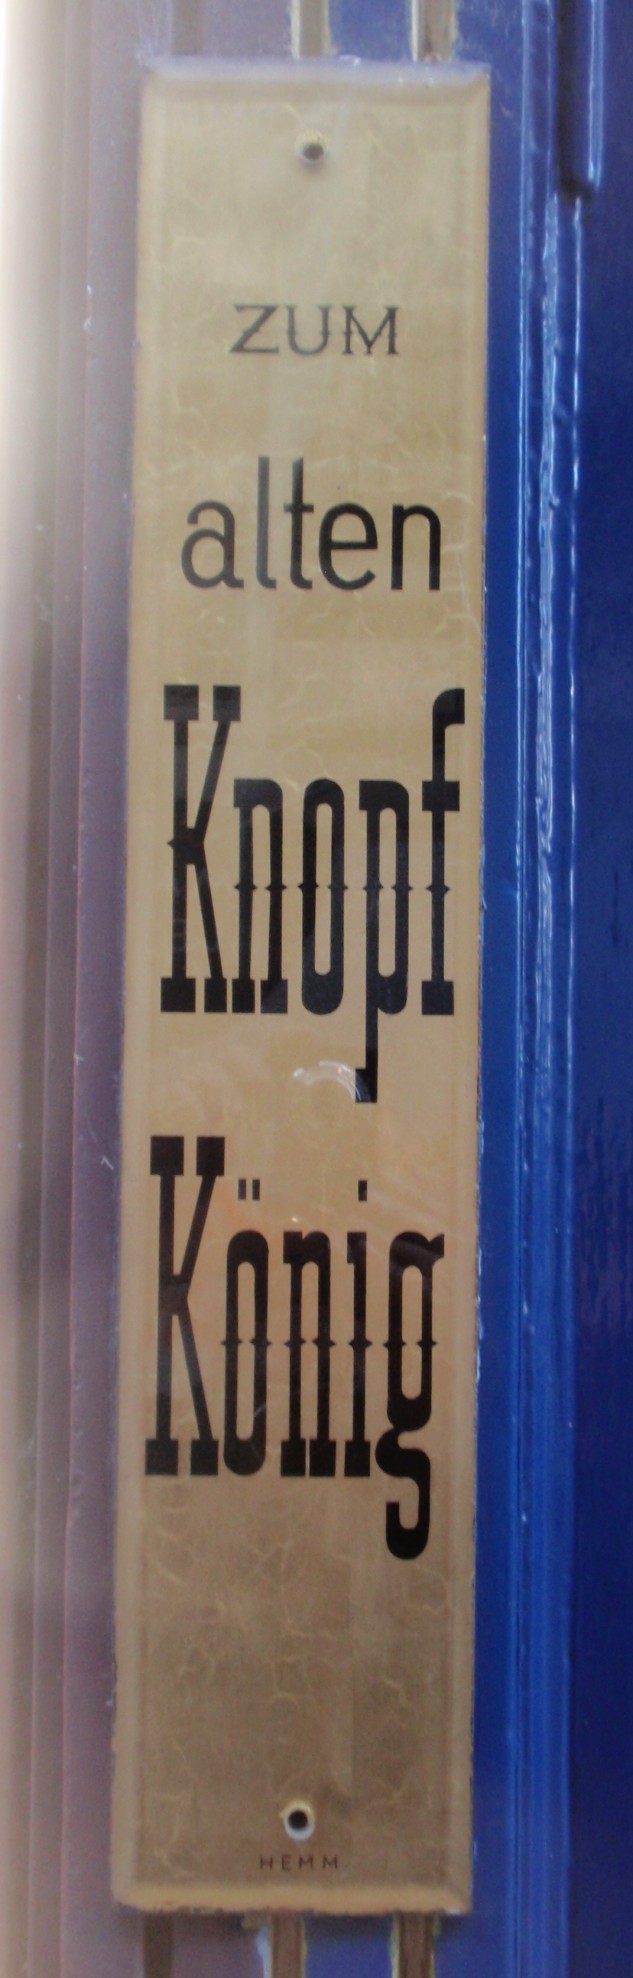 ZUM
alten
Knopf
König
HEMM